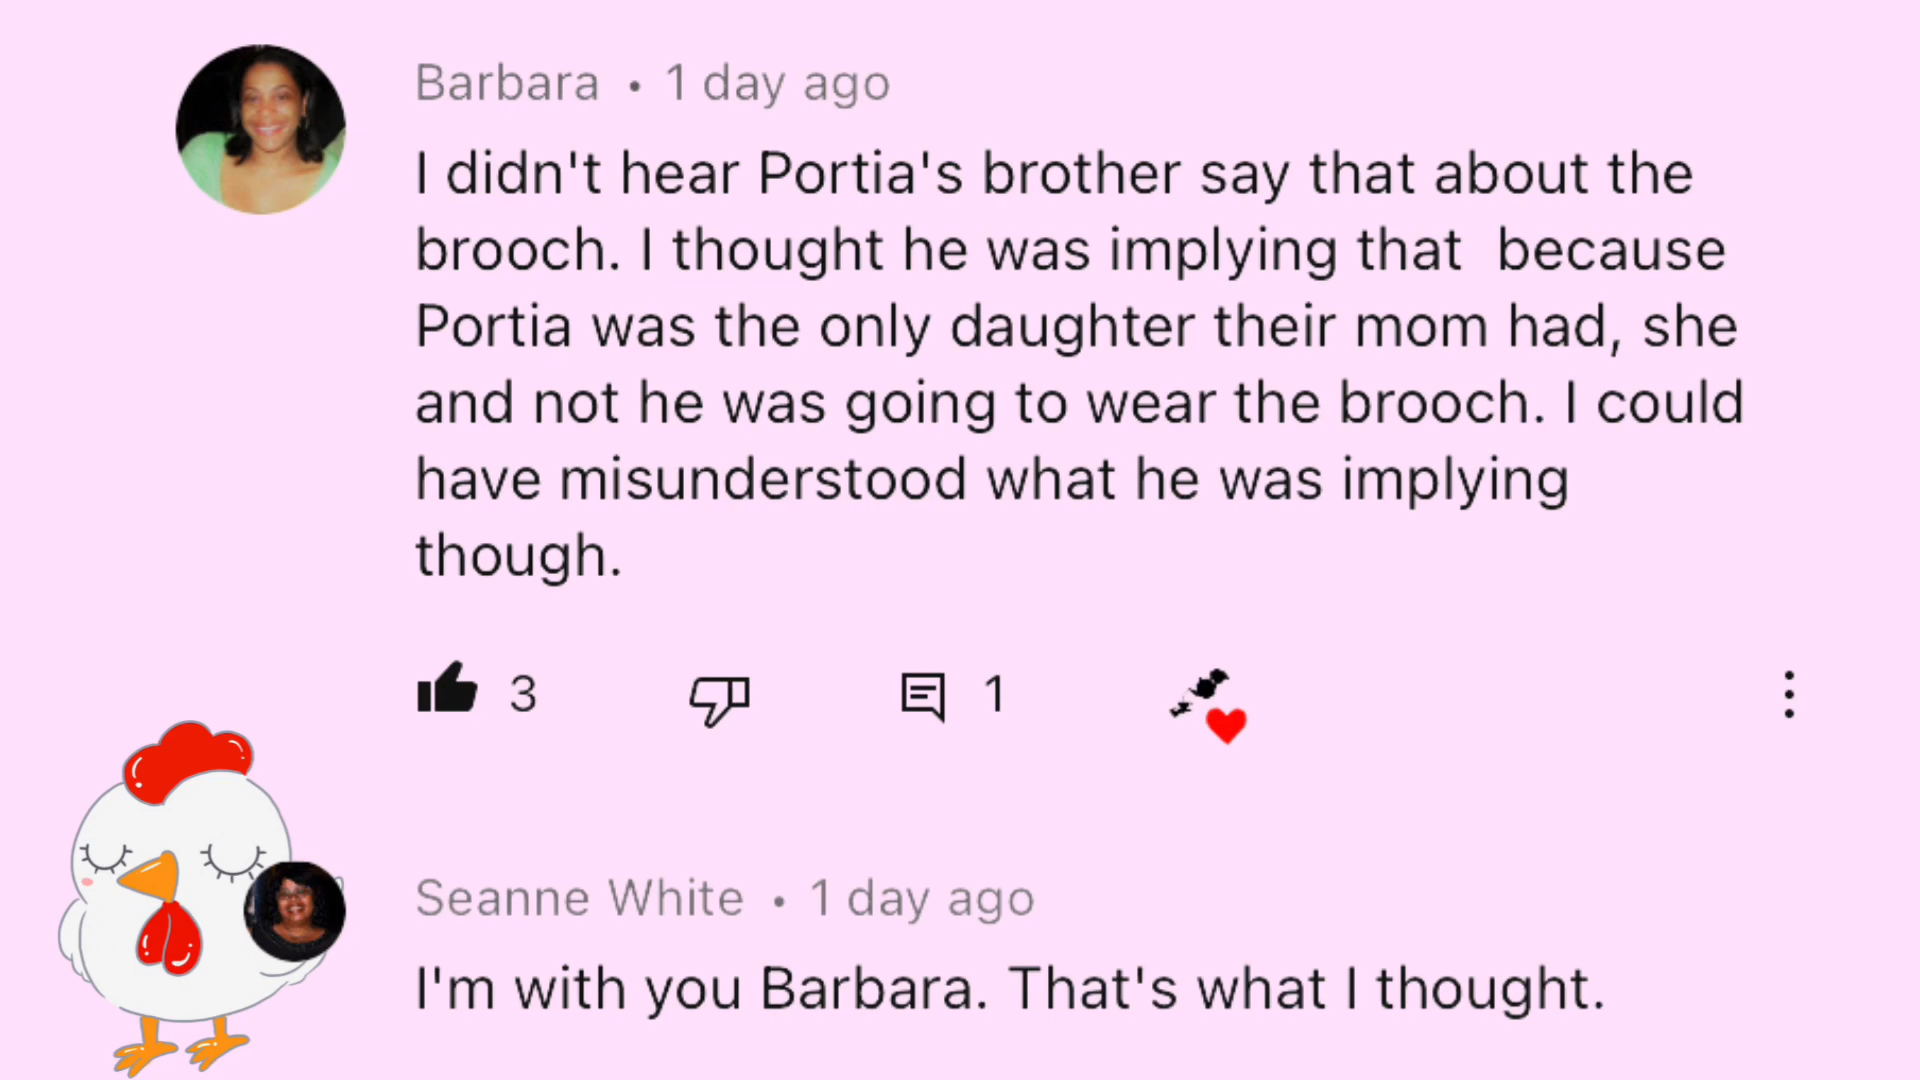 Barbara • 1 day ago
I didn't hear Portia's brother say that about the
brooch. I thought he was implying that  because
Portia was the only daughter their mom had, she
and not he was going to wear the brooch. I could
have misunderstood what he was implying
though.
3 1
Seanne White • 1 day ago
I'm with you Barbara. That's what I thought.